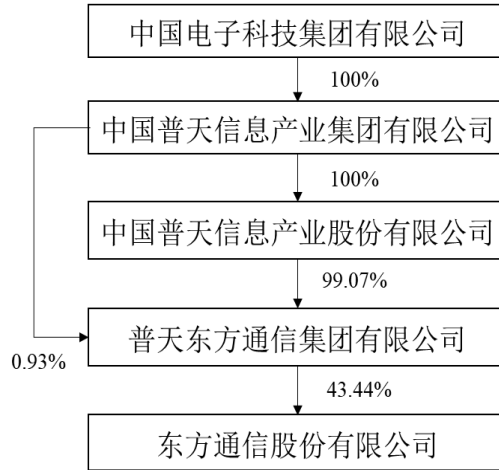 中国电子科技集团有限公司
100%
中国普天信息产业集团有限公司
100%
中国普天信息产业股份有限公司
99.07%
普天东方通信集团有限公司
0.93%
43.44%
东方通信股份有限公司